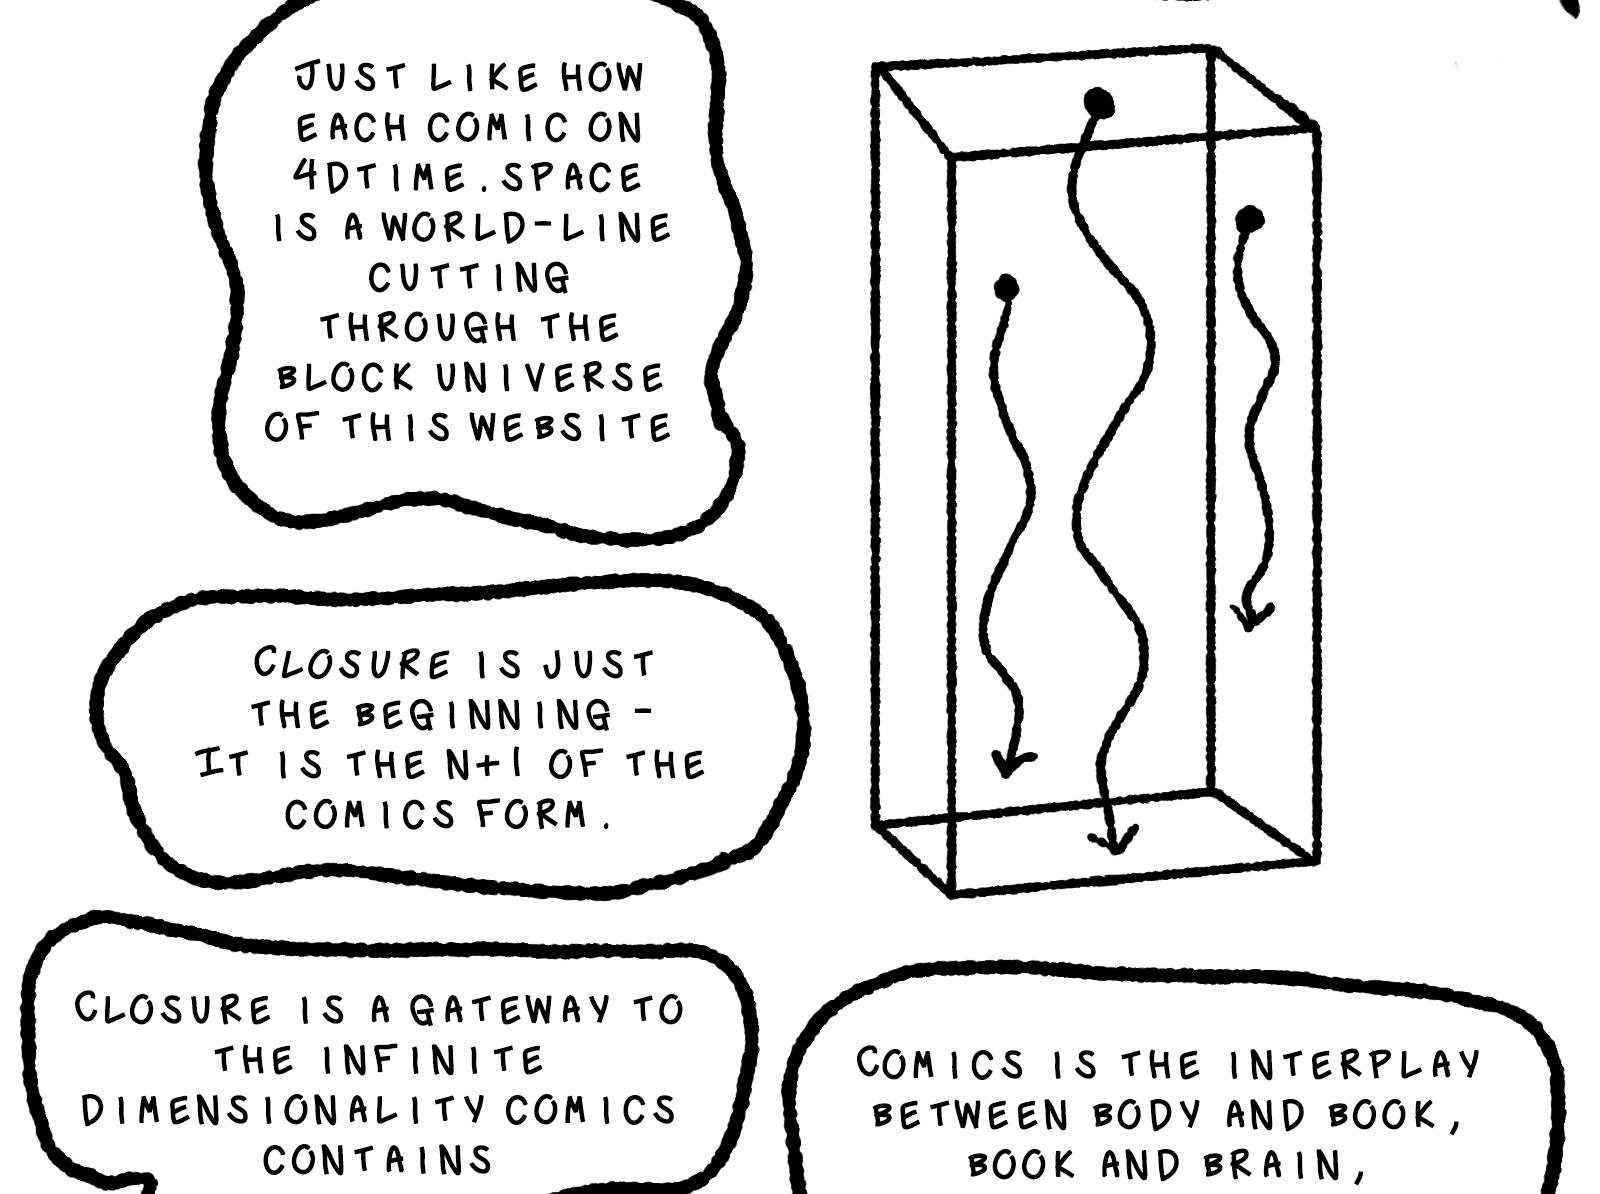 JUST LIKE HOW
EACH COMIC ON
4DTIME.SPACE
IS A WORLD-LINE
CUTTING
THROUGH THE
BLOCK UNIVERSE
OF THIS WEBSITE
CLOSURE IS JUST
THE BEGINNING -
IT IS THE N+1 OF THE
COMICS FORM.
CLOSURE IS A GATEWAY TO
THE INFINITE
DIMENSIONALITY COMICS
CONTAINS
COMICS IS THE INTERPLAY
BETWEEN BODY AND BOOK,
BOOK AND BRAIN,